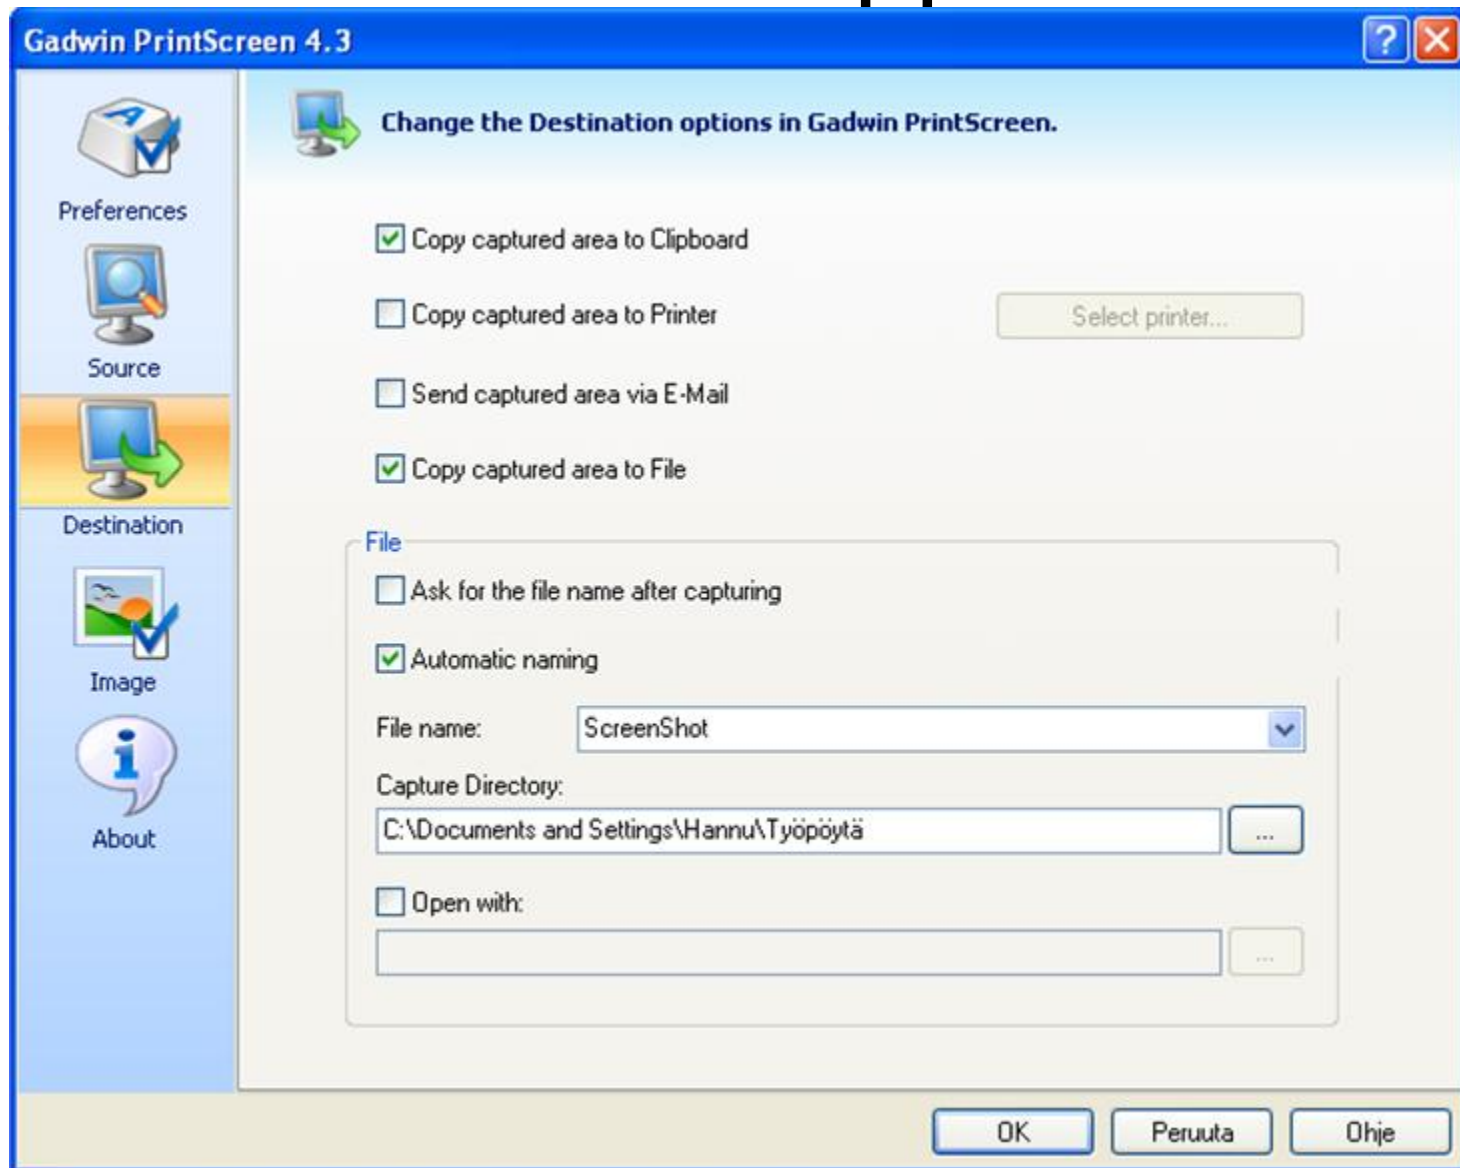 Gadwin PrintScreen 4.3
Preferences
Source
Destination
Image
About
Change the Destination options in Gadwin PrintScreen.
Copy captured area to Clipboard
Copy captured area to Printer
Select printer...
Send captured area via E-Mail
Copy captured area to File
File
Ask for the file name after capturing
Automatic naming
File name: ScreenShot
Capture Directory:
C:\Documents and Settings\Hannu\Työpöytä
...
Open with:
...
OK Peruuta Ohje